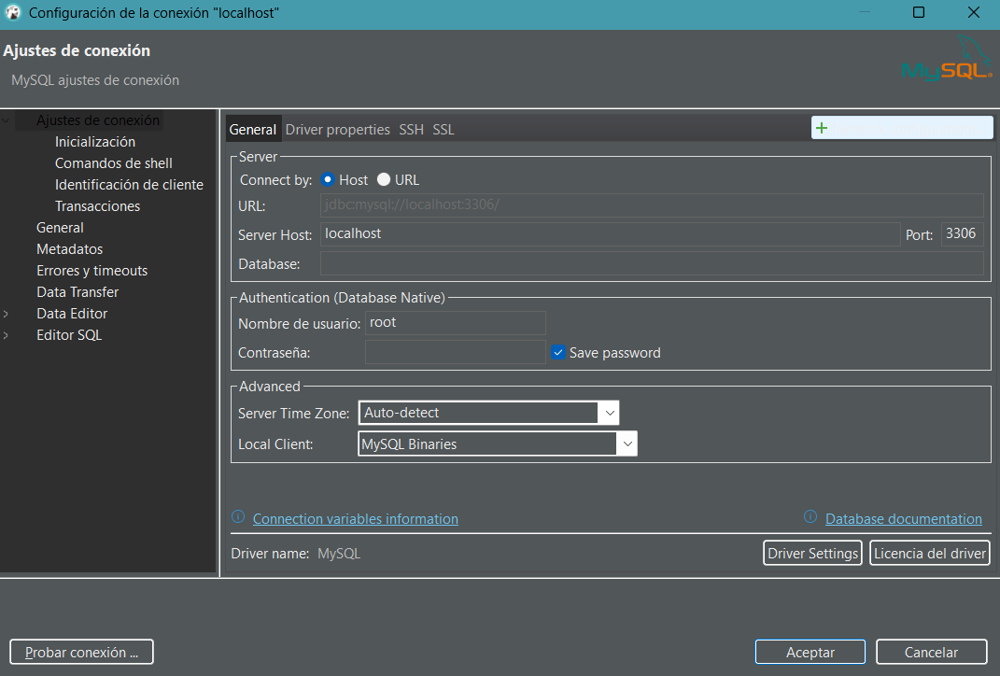 Configuración de la conexión "localhost"
Ajustes de conexión
MySQL ajustes de conexión
MySQL
Ajustes de conexión
Inicialización
Comandos de shell
Identificación de cliente
Transacciones
General
Metadatos
Errores y timeouts
Data Transfer
Data Editor
Editor SQL
General Driver properties SSH SSL
Server
Connect by: Host URL
URL: jdbc:mysql://localhost:3306/
Server Host: localhost Port: 3306
Database:
Authentication (Database Native)
Nombre de usuario: root
Contraseña: Save password
Advanced
Server Time Zone: Auto-detect
Local Client: MySQL Binaries
Connection variables information Database documentation
Driver name: MySQL Driver Settings Licencia del driver
Probar conexión ... Aceptar Cancelar